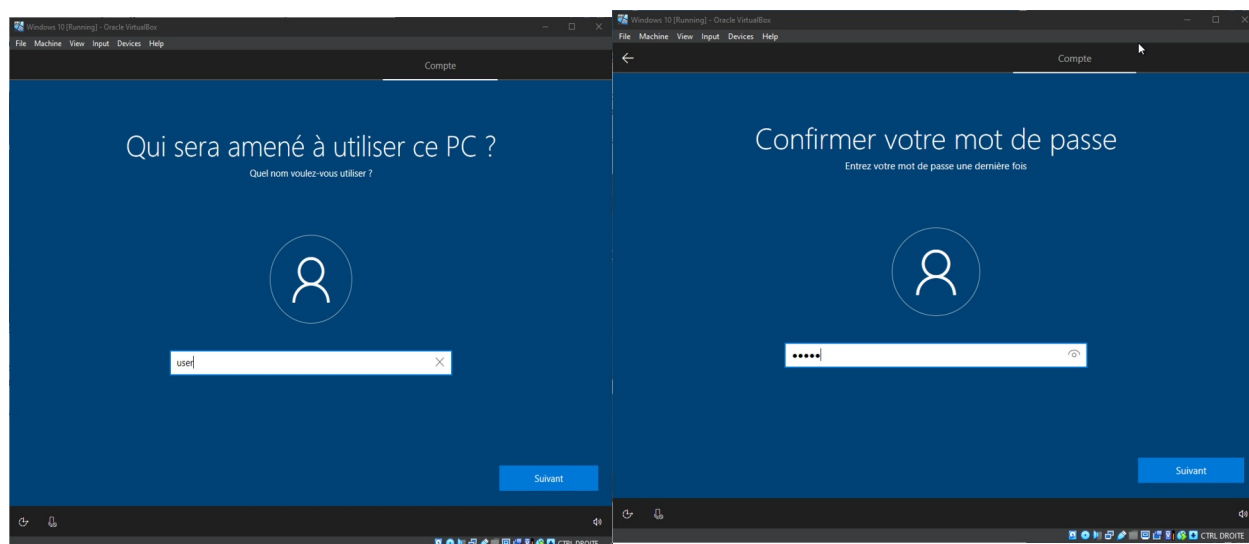 Windows 10 [Running] - Oracle VirtualBox
File Machine View Input Devices Help
Compte
Qui sera amené à utiliser ce PC ?
Quel nom voulez-vous utiliser ?
user
Suivant
CTRL DROITE
Windows 10 [Running] - Oracle VirtualBox
File Machine View Input Devices Help
Compte
Confirmer votre mot de passe
Entrez votre mot de passe une dernière fois
•••••
Suivant
CTRL DROITE